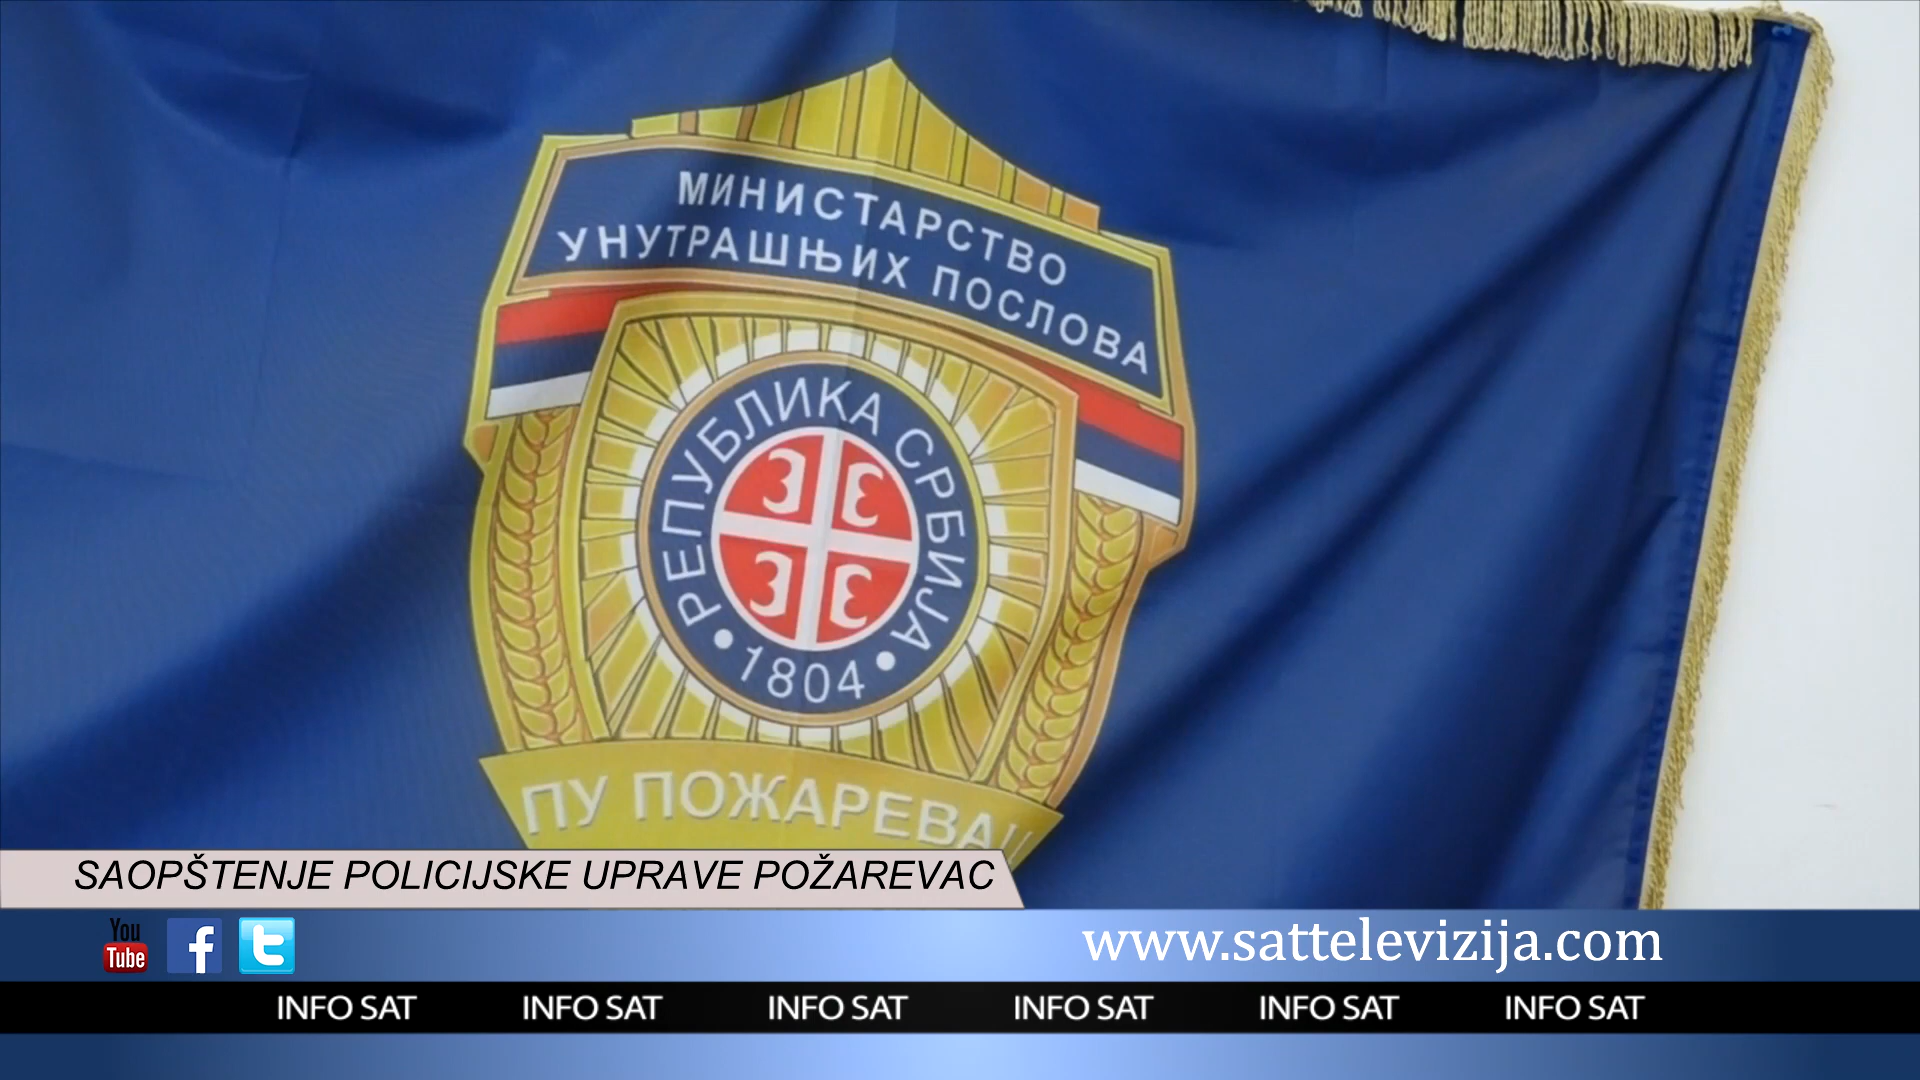 МИНИСТАРСТВО
УНУТРАШЊИХ ПОСЛОВА
РЕПУБЛИКА СРБИЈА
• 1804 •
ПУ ПОЖАРЕВАЦ
SAOPŠTENJE POLICIJSKE UPRAVE POŽAREVAC
You
Tube
www.sattelevizija.com
INFO SAT INFO SAT INFO SAT INFO SAT INFO SAT INFO SAT